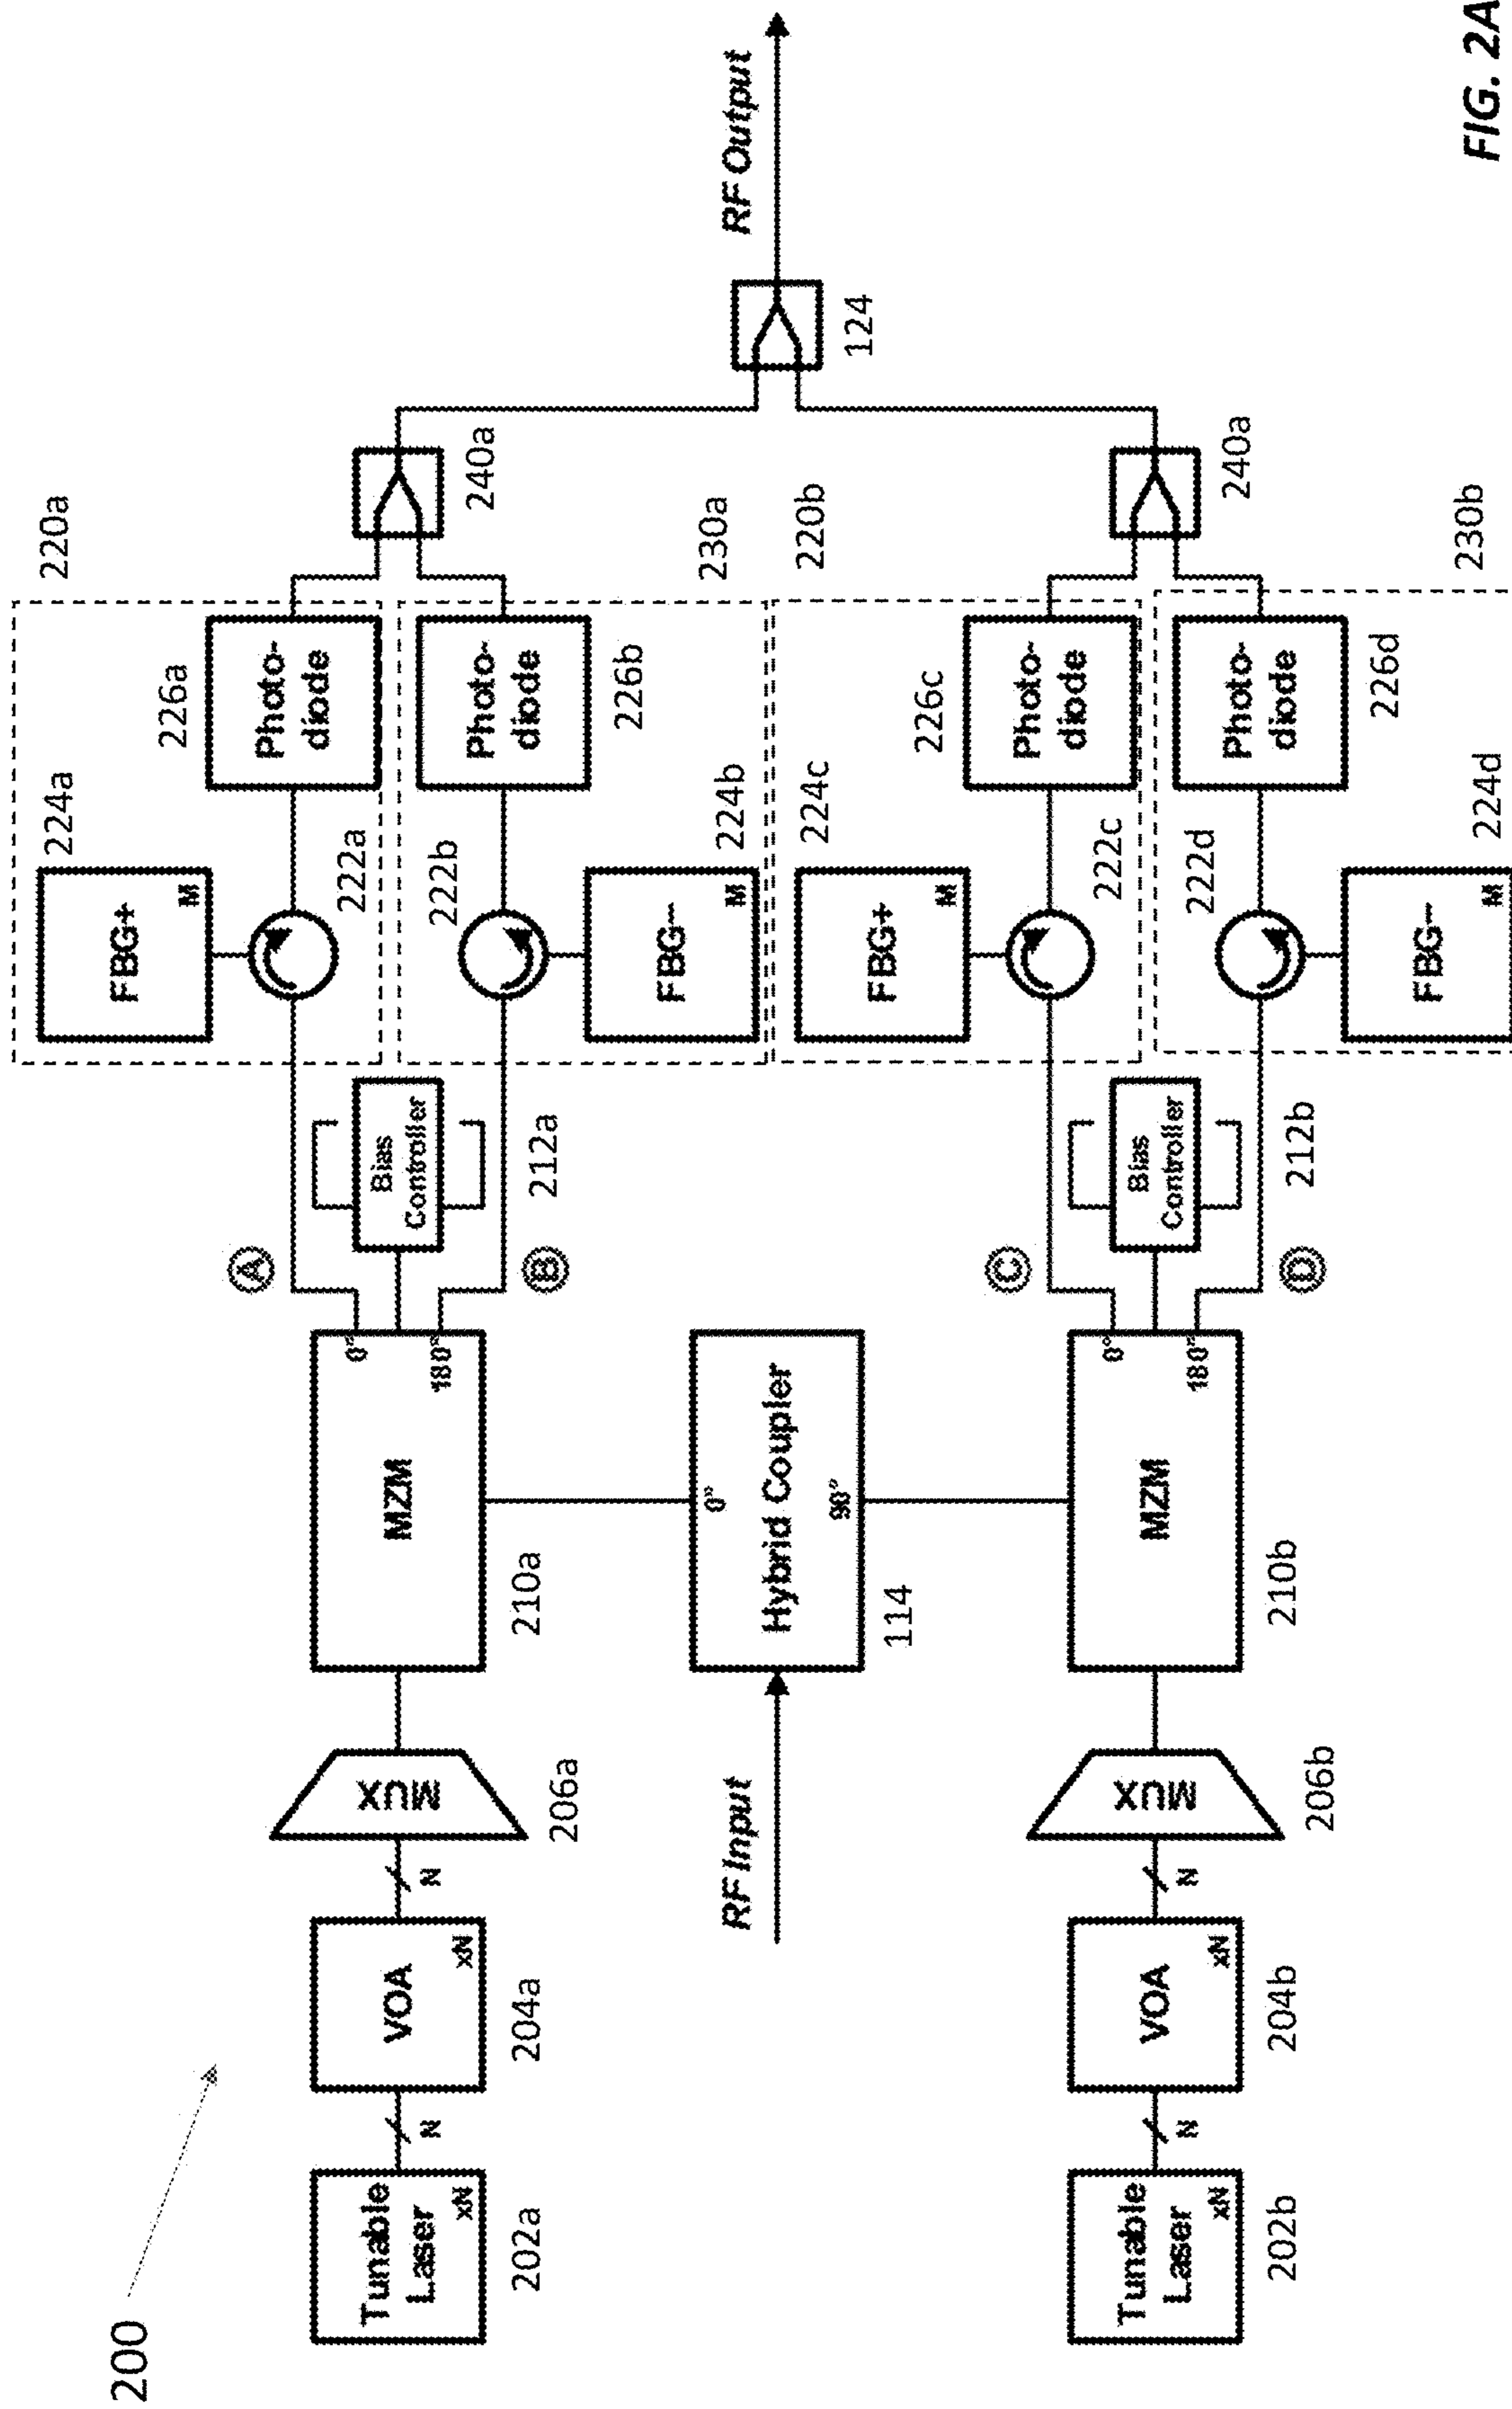 200
Tunable
Laser
xN
202a
N
VOA
xN
204a
N
MUX
206a
MZM
0°
180°
210a
A
B
Bias
Controller
212a
220a
FBG+
M
224a
222a
Photo-
diode
226a
222b
FBG−
M
224b
Photo-
diode
226b
230a
240a
RF Input
Hybrid Coupler
0°
90°
114
124
RF Output
Tunable
Laser
xN
202b
N
VOA
xN
204b
N
MUX
206b
MZM
0°
180°
210b
C
D
Bias
Controller
212b
220b
FBG+
M
224c
222c
Photo-
diode
226c
222d
FBG−
M
224d
Photo-
diode
226d
230b
240a
FIG. 2A